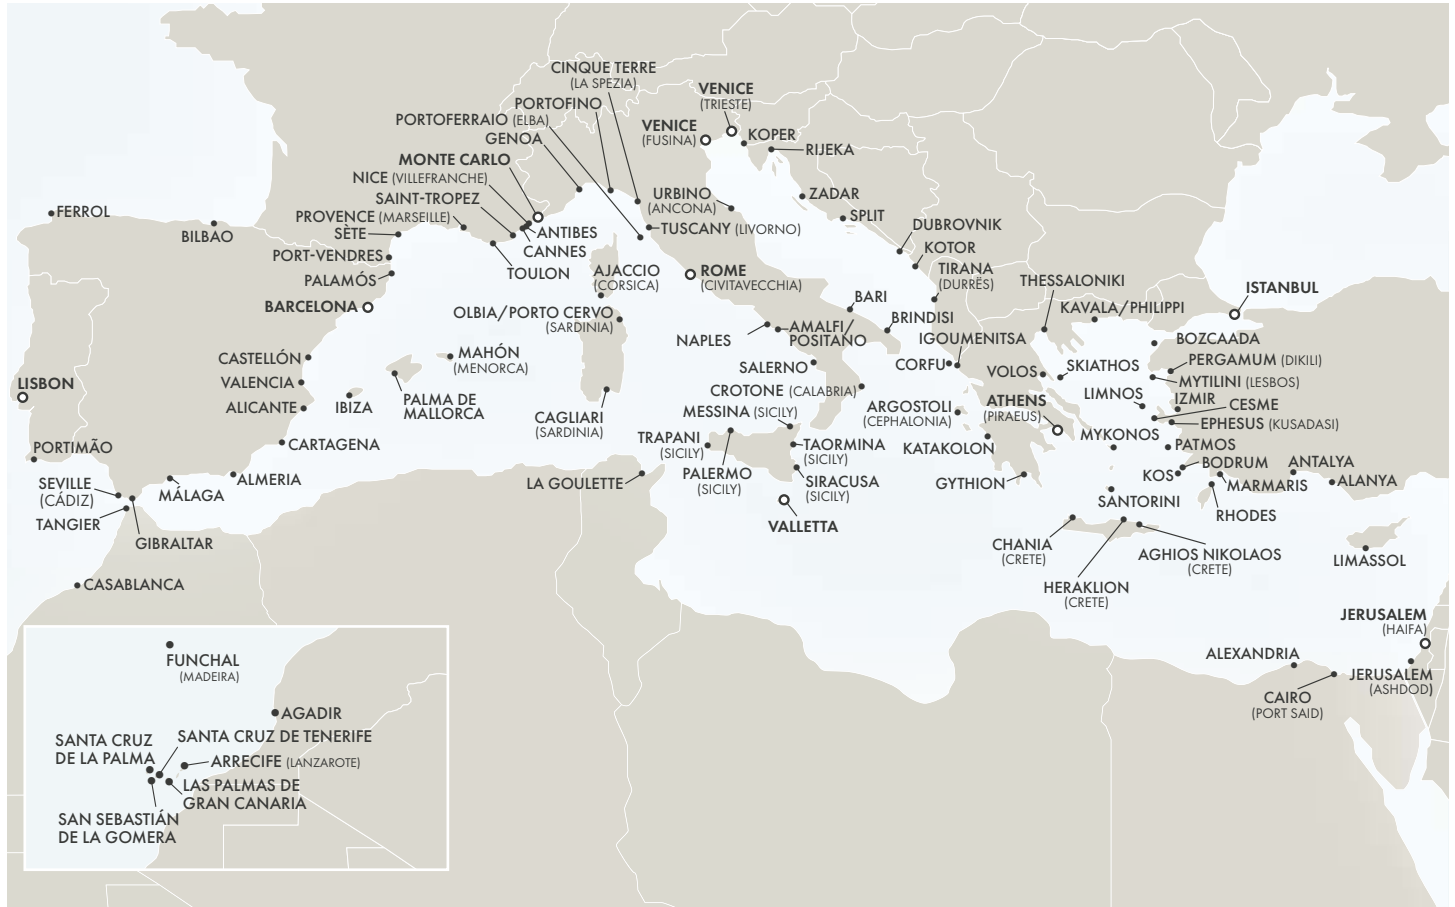 CINQUE TERRE
(LA SPEZIA)
PORTOFINO
PORTOFERRAIO (ELBA)
GENOA
MONTE CARLO
NICE (VILLEFRANCHE)
SAINT-TROPEZ
PROVENCE (MARSEILLE)
SÈTE
PORT-VENDRES
PALAMÓS
BARCELONA
FERROL
BILBAO
ANTIBES
CANNES
TOULON
VENICE
(TRIESTE)
VENICE
(FUSINA)
KOPER
RIJEKA
URBINO
(ANCONA)
ZADAR
SPLIT
TUSCANY (LIVORNO)
DUBROVNIK
KOTOR
TIRANA
(DURRËS)
AJACCIO
(CORSICA)
ROME
(CIVITAVECCHIA)
OLBIA/PORTO CERVO
(SARDINIA)
BARI
BRINDISI
NAPLES
AMALFI/
POSITANO
IGOUMENITSA
THESSALONIKI
KAVALA/PHILIPPI
ISTANBUL
BOZCAADA
PERGAMUM (DIKILI)
MYTILINI (LESBOS)
IZMIR
CESME
EPHESUS (KUSADASI)
CASTELLÓN
VALENCIA
ALICANTE
IBIZA
MAHÓN
(MENORCA)
PALMA DE
MALLORCA
CARTAGENA
ALMERIA
LISBON
PORTIMÃO
SEVILLE
(CÁDIZ)
MÁLAGA
TANGIER
GIBRALTAR
CASABLANCA
CAGLIARI
(SARDINIA)
SALERNO
CROTONE (CALABRIA)
MESSINA (SICILY)
TRAPANI
(SICILY)
PALERMO
(SICILY)
TAORMINA
(SICILY)
SIRACUSA
(SICILY)
LA GOULETTE
VALLETTA
CORFU
VOLOS
SKIATHOS
LIMNOS
ARGOSTOLI
(CEPHALONIA)
ATHENS
(PIRAEUS)
KATAKOLON
GYTHION
MYKONOS
PATMOS
KOS
BODRUM
MARMARIS
ANTALYA
ALANYA
SANTORINI
RHODES
CHANIA
(CRETE)
HERAKLION
(CRETE)
AGHIOS NIKOLAOS
(CRETE)
LIMASSOL
JERUSALEM
(HAIFA)
ALEXANDRIA
JERUSALEM
(ASHDOD)
CAIRO
(PORT SAID)
FUNCHAL
(MADEIRA)
AGADIR
SANTA CRUZ
DE LA PALMA
SANTA CRUZ DE TENERIFE
ARRECIFE (LANZAROTE)
LAS PALMAS DE
GRAN CANARIA
SAN SEBASTIÁN
DE LA GOMERA